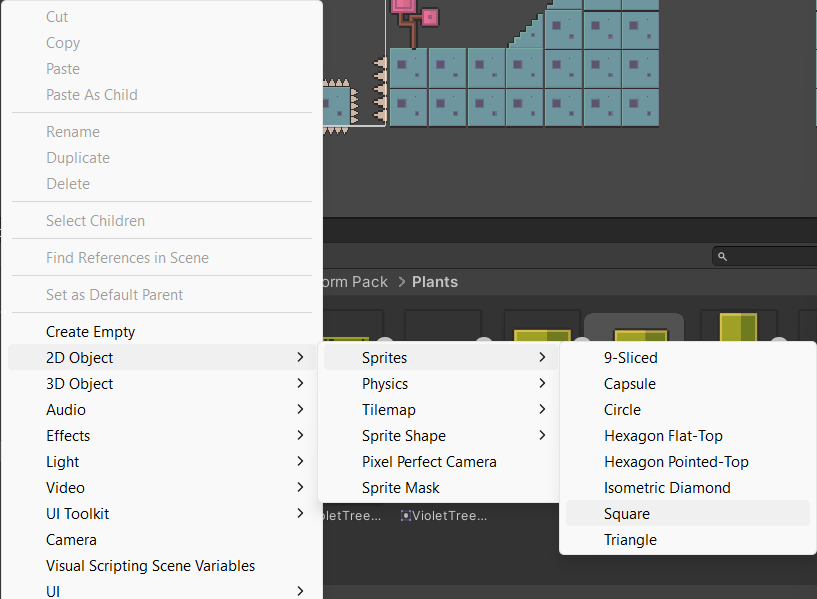 Cut
Copy
Paste
Paste As Child
Rename
Duplicate
Delete
Select Children
Find References in Scene
Set as Default Parent
Create Empty
2D Object
3D Object
Audio
Effects
Light
Video
UI Toolkit
Camera
Visual Scripting Scene Variables
UI
orm Pack > Plants
Sprites
Physics
Tilemap
Sprite Shape
Pixel Perfect Camera
Sprite Mask
9-Sliced
Capsule
Circle
Hexagon Flat-Top
Hexagon Pointed-Top
Isometric Diamond
Square
Triangle
oletTree... VioletTree...